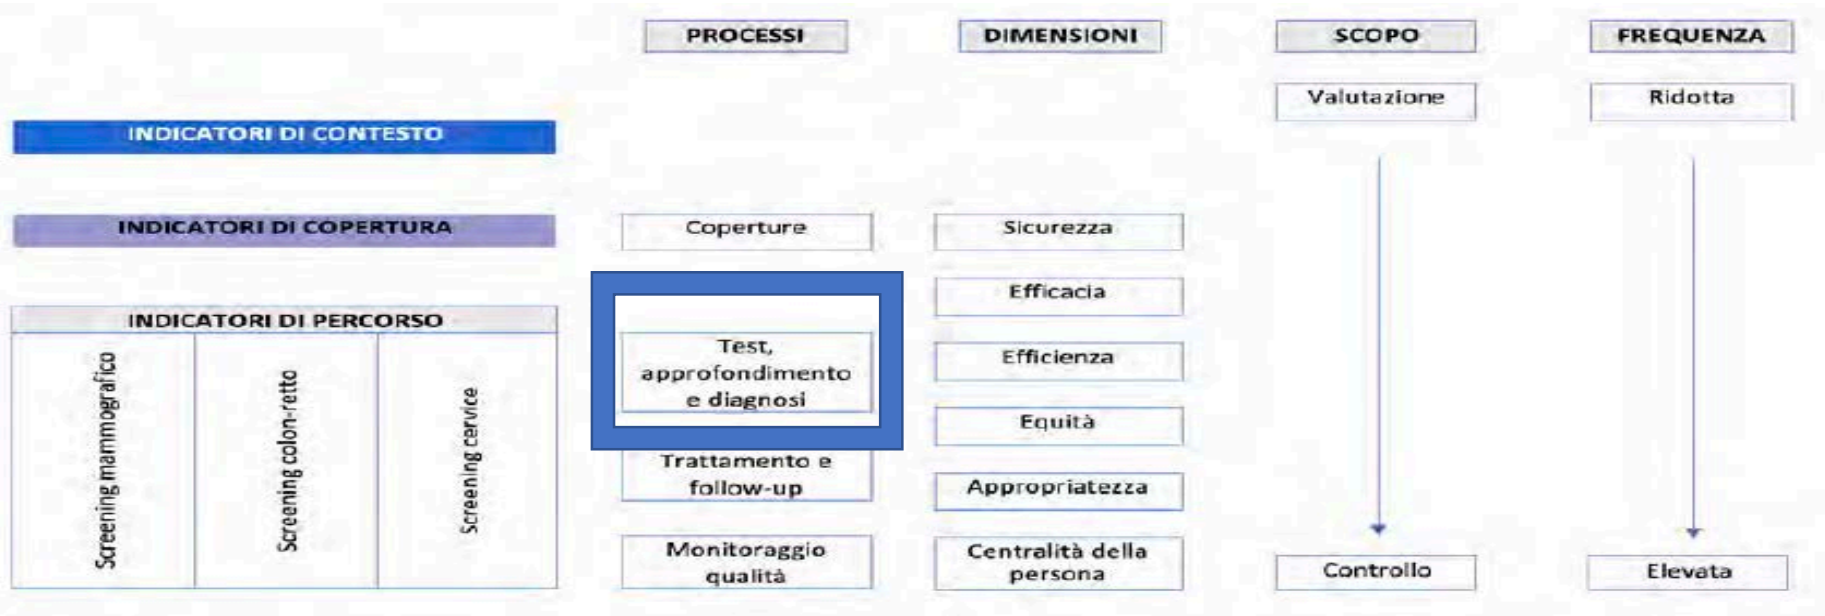 PROCESSI
DIMENSIONI
SCOPO
FREQUENZA
Valutazione
Ridotta
INDICATORI DI CONTESTO
INDICATORI DI COPERTURA
Coperture
Sicurezza
Efficacia
INDICATORI DI PERCORSO
Test,
approfondimento
e diagnosi
Efficienza
Equità
Screening mammografico
Screening colon-retto
Screening cervice
Trattamento e
follow-up
Appropriatezza
Monitoraggio
qualità
Centralità della
persona
Controllo
Elevata